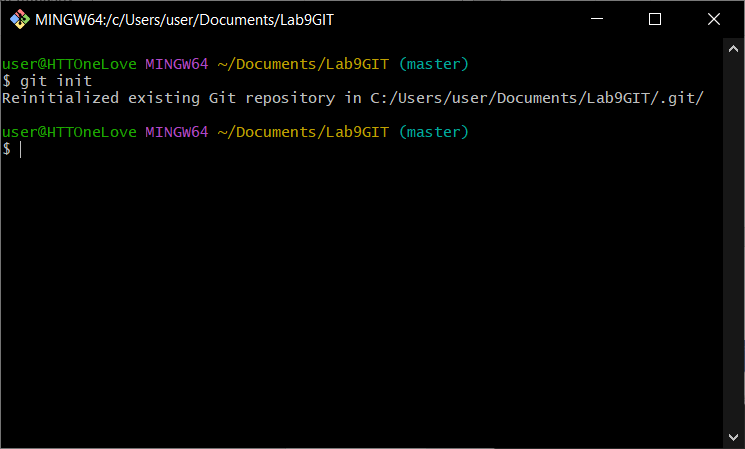 MINGW64:/c/Users/user/Documents/Lab9GIT
user@HTTOneLove MINGW64 ~/Documents/Lab9GIT (master)
$ git init
Reinitialized existing Git repository in C:/Users/user/Documents/Lab9GIT/.git/
user@HTTOneLove MINGW64 ~/Documents/Lab9GIT (master)
$